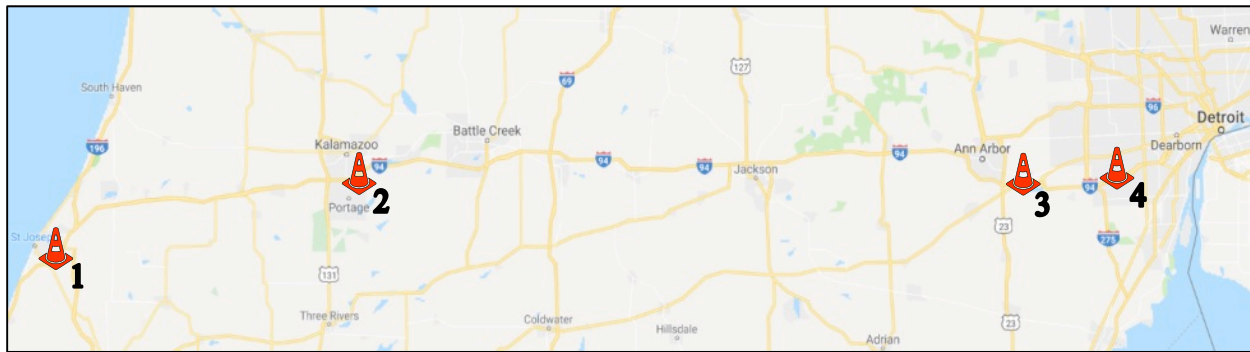 Warren
127
69
South Haven
96
Detroit
Battle Creek
Kalamazoo
196
Dearborn
94
94
94
94
Ann Arbor
Jackson
94
Portage
2
3
4
23
St Joseph
275
1
131
Three Rivers
Coldwater
Hillsdale
23
Adrian